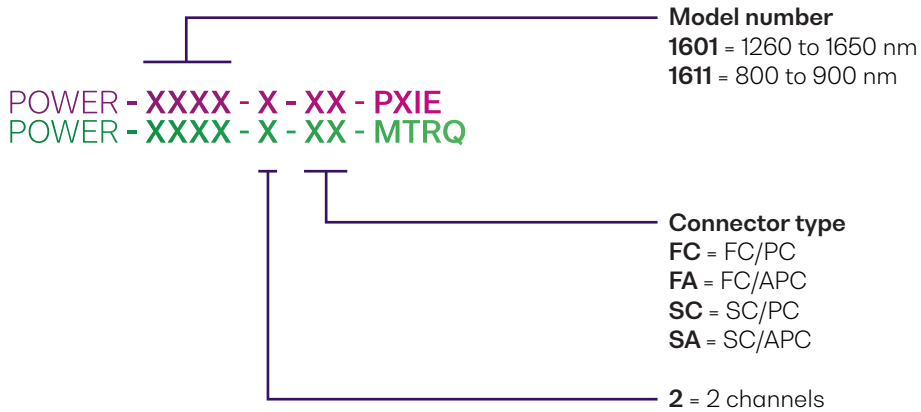 Model number
1601 = 1260 to 1650 nm
1611 = 800 to 900 nm
POWER - XXXX - X - XX - PXIE
POWER - XXXX - X - XX - MTRQ
Connector type
FC = FC/PC
FA = FC/APC
SC = SC/PC
SA = SC/APC
2 = 2 channels